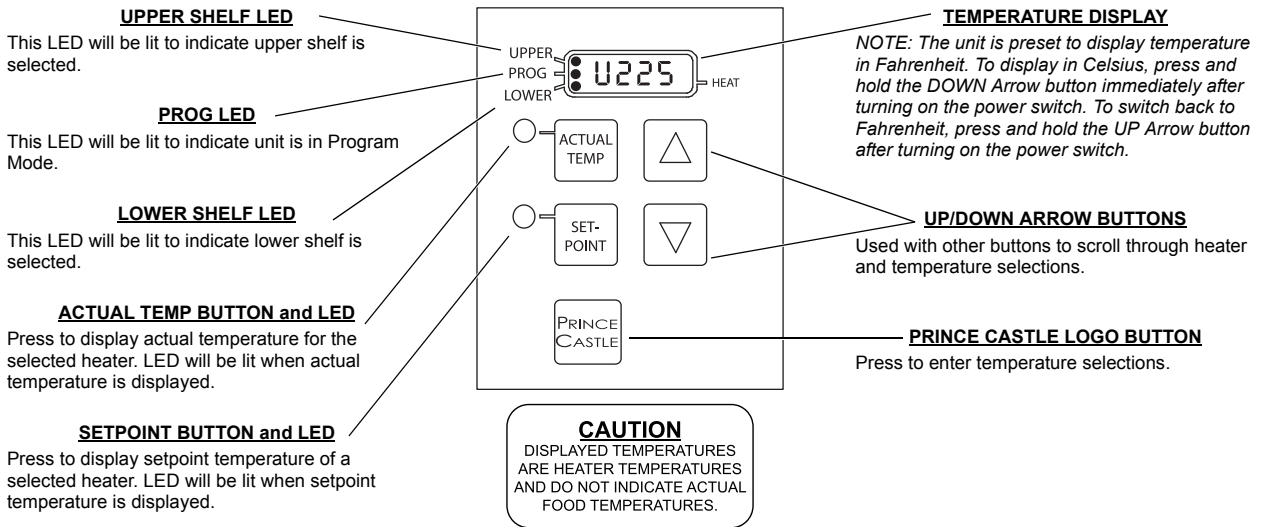 UPPER SHELF LED
This LED will be lit to indicate upper shelf is
selected.
PROG LED
This LED will be lit to indicate unit is in Program
Mode.
LOWER SHELF LED
This LED will be lit to indicate lower shelf is
selected.
ACTUAL TEMP BUTTON and LED
Press to display actual temperature for the
selected heater. LED will be lit when actual
temperature is displayed.
SETPOINT BUTTON and LED
Press to display setpoint temperature of a
selected heater. LED will be lit when setpoint
temperature is displayed.
UPPER
PROG
LOWER
U225
HEAT
ACTUAL
TEMP
SET-
POINT
PRINCE
CASTLE
CAUTION
DISPLAYED TEMPERATURES
ARE HEATER TEMPERATURES
AND DO NOT INDICATE ACTUAL
FOOD TEMPERATURES.
TEMPERATURE DISPLAY
NOTE: The unit is preset to display temperature
in Fahrenheit. To display in Celsius, press and
hold the DOWN Arrow button immediately after
turning on the power switch. To switch back to
Fahrenheit, press and hold the UP Arrow button
after turning on the power switch.
UP/DOWN ARROW BUTTONS
Used with other buttons to scroll through heater
and temperature selections.
PRINCE CASTLE LOGO BUTTON
Press to enter temperature selections.